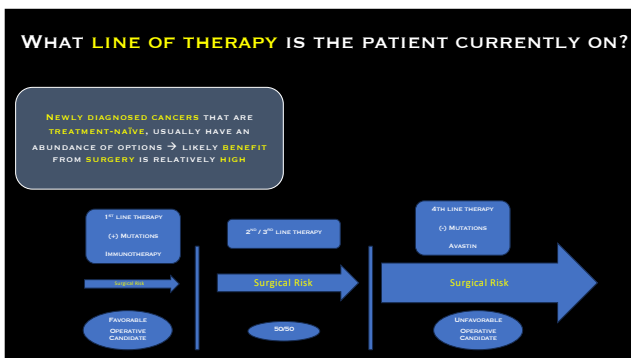 WHAT LINE OF THERAPY IS THE PATIENT CURRENTLY ON?
NEWLY DIAGNOSED CANCERS THAT ARE
TREATMENT-NAÏVE, USUALLY HAVE AN
ABUNDANCE OF OPTIONS → LIKELY BENEFIT
FROM SURGERY IS RELATIVELY HIGH
1ST LINE THERAPY
(+) MUTATIONS
IMMUNOTHERAPY
2ND / 3RD LINE THERAPY
4TH LINE THERAPY
(-) MUTATIONS
AVASTIN
Surgical Risk
Surgical Risk
Surgical Risk
FAVORABLE
OPERATIVE
CANDIDATE
50/50
UNFAVORABLE
OPERATIVE
CANDIDATE